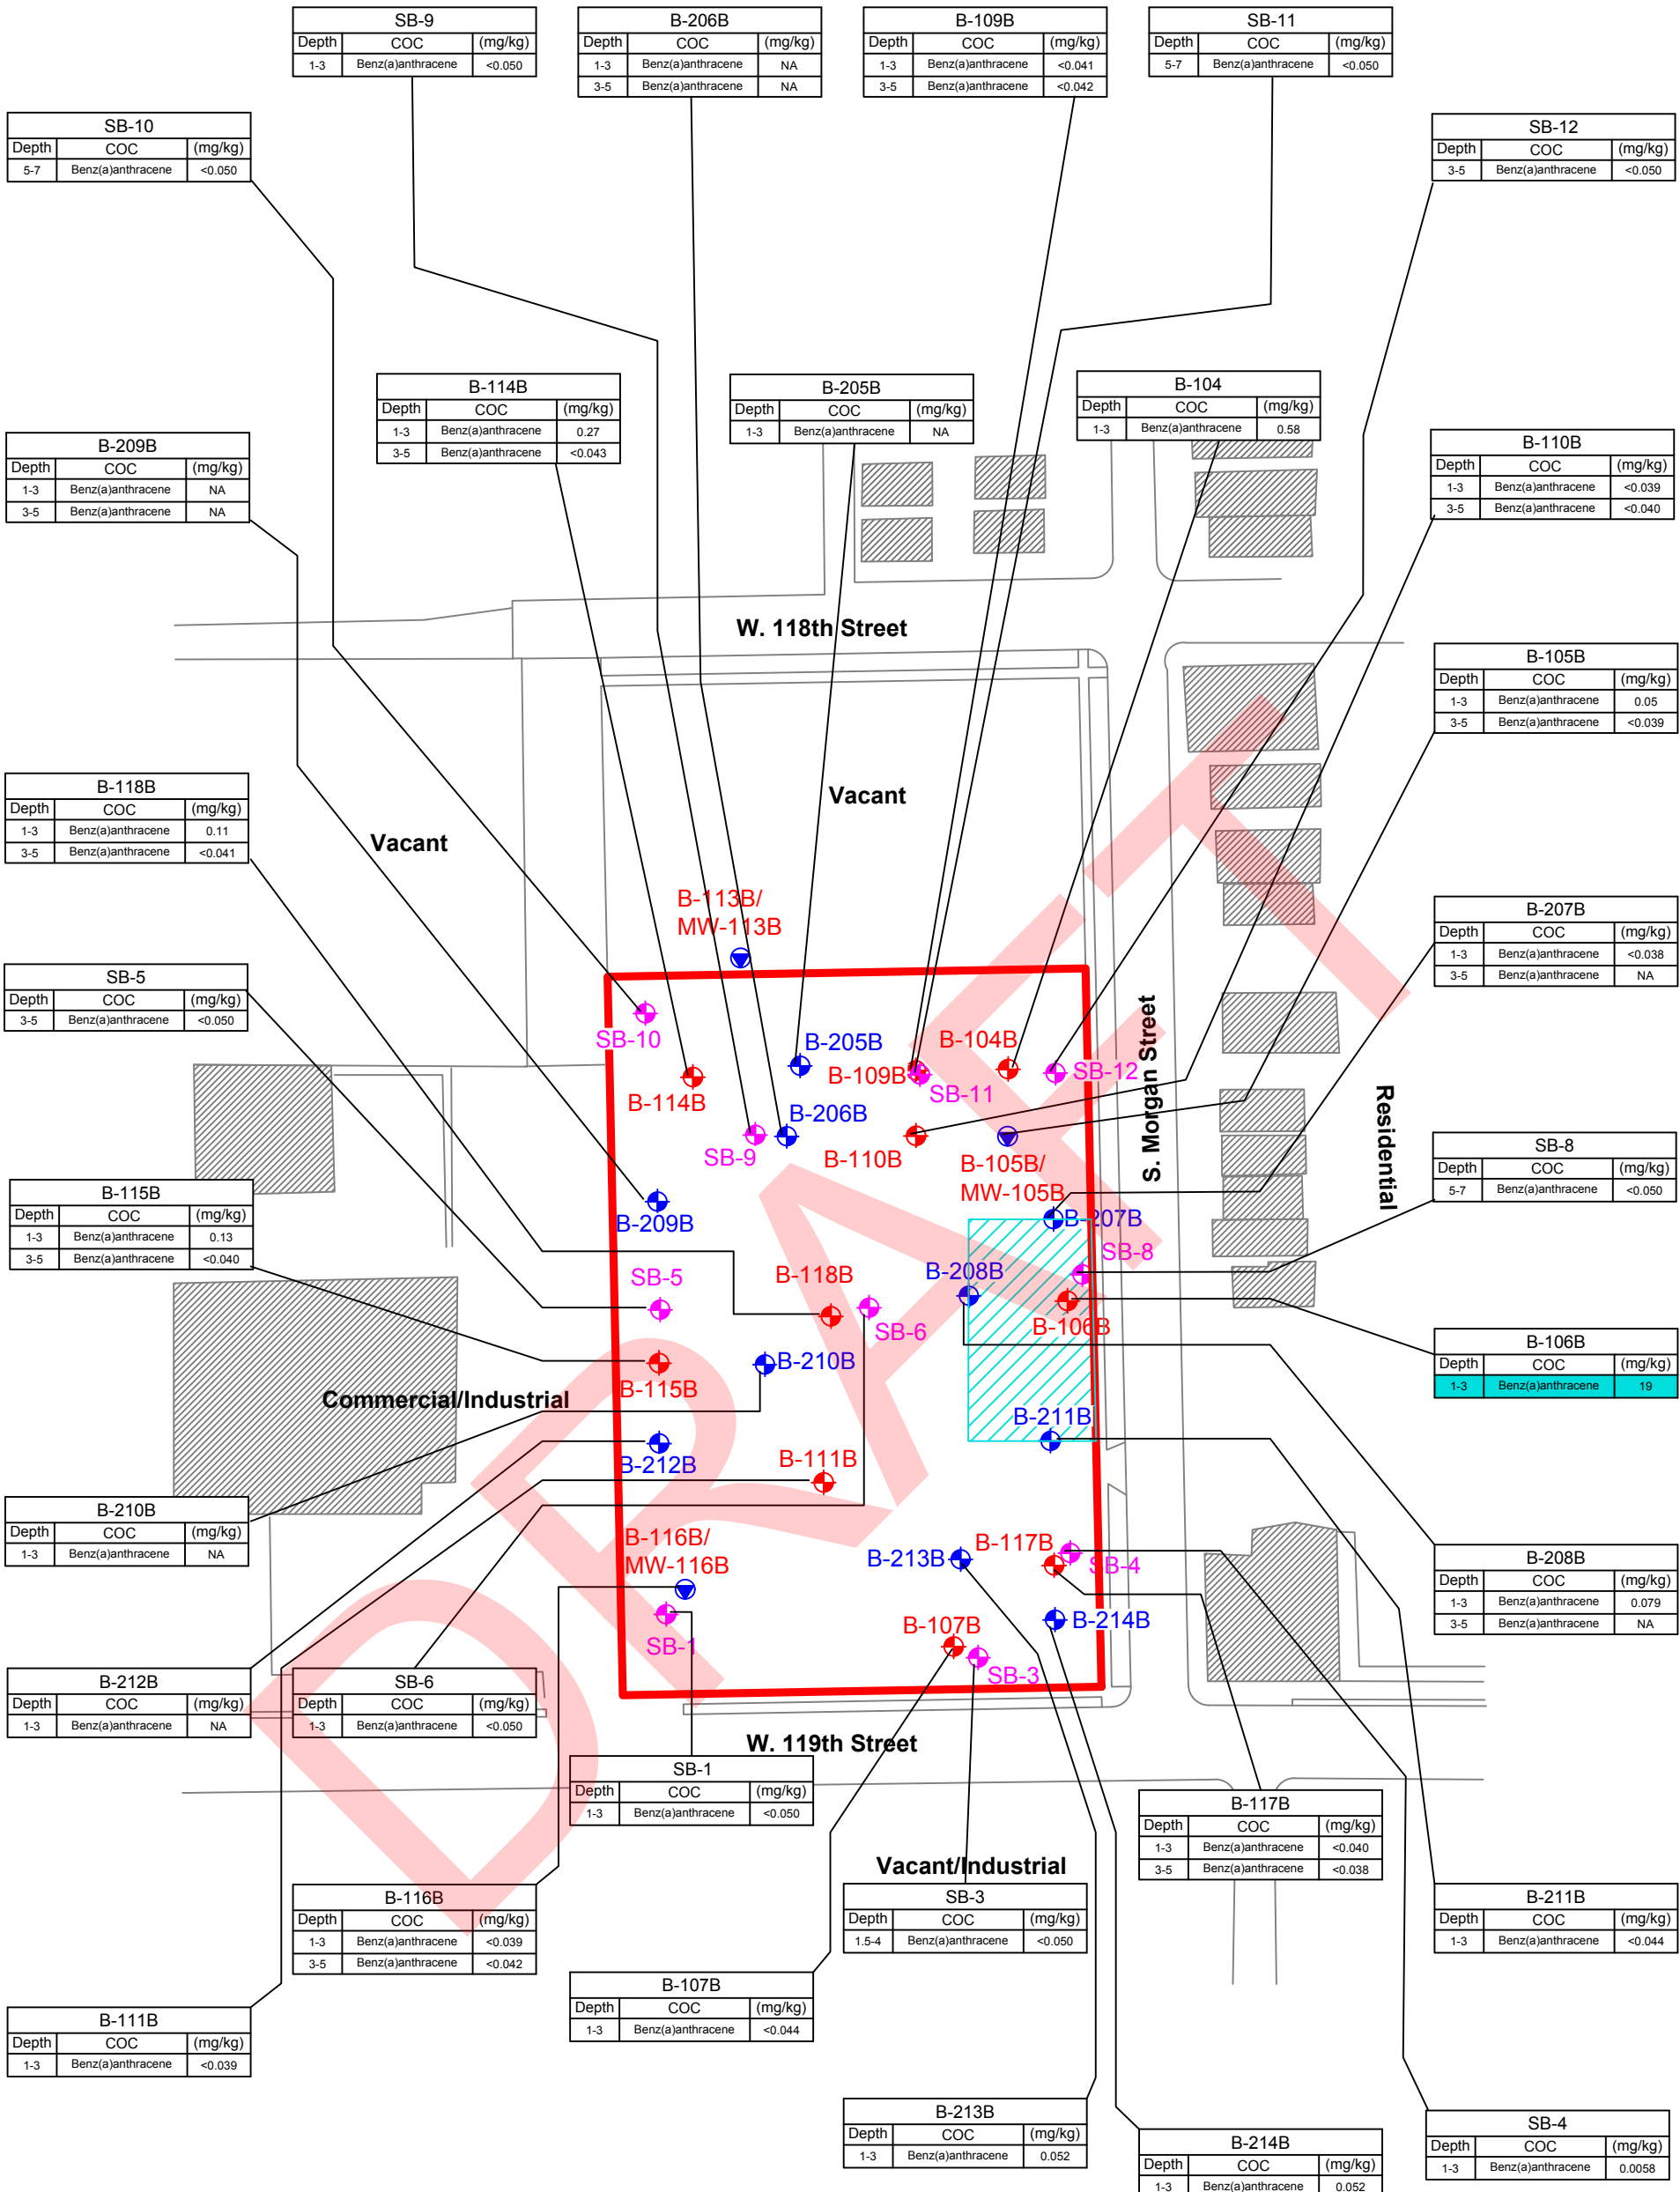 SB-9
Depth COC (mg/kg)
1-3 Benz(a)anthracene <0.050
B-206B
Depth COC (mg/kg)
1-3 Benz(a)anthracene NA
3-5 Benz(a)anthracene NA
B-109B
Depth COC (mg/kg)
1-3 Benz(a)anthracene <0.041
3-5 Benz(a)anthracene <0.042
SB-11
Depth COC (mg/kg)
5-7 Benz(a)anthracene <0.050
SB-10
Depth COC (mg/kg)
5-7 Benz(a)anthracene <0.050
SB-12
Depth COC (mg/kg)
3-5 Benz(a)anthracene <0.050
B-114B
Depth COC (mg/kg)
1-3 Benz(a)anthracene 0.27
3-5 Benz(a)anthracene <0.043
B-205B
Depth COC (mg/kg)
1-3 Benz(a)anthracene NA
B-104
Depth COC (mg/kg)
1-3 Benz(a)anthracene 0.58
B-209B
Depth COC (mg/kg)
1-3 Benz(a)anthracene NA
3-5 Benz(a)anthracene NA
B-110B
Depth COC (mg/kg)
1-3 Benz(a)anthracene <0.039
3-5 Benz(a)anthracene <0.040
W. 118th Street
B-105B
Depth COC (mg/kg)
1-3 Benz(a)anthracene 0.05
3-5 Benz(a)anthracene <0.039
B-118B
Depth COC (mg/kg)
1-3 Benz(a)anthracene 0.11
3-5 Benz(a)anthracene <0.041
Vacant
Vacant
B-207B
Depth COC (mg/kg)
1-3 Benz(a)anthracene <0.038
3-5 Benz(a)anthracene NA
B-113B/
MW-113B
SB-5
Depth COC (mg/kg)
3-5 Benz(a)anthracene <0.050
SB-10
B-205B
B-104B
B-109B
SB-12
SB-11
B-114B
B-206B
SB-9
B-110B
B-105B/
MW-105B
S. Morgan Street
Residential
SB-8
Depth COC (mg/kg)
5-7 Benz(a)anthracene <0.050
B-115B
Depth COC (mg/kg)
1-3 Benz(a)anthracene 0.13
3-5 Benz(a)anthracene <0.040
B-209B
B-207B
SB-8
B-208B
SB-5
B-118B
SB-6
B-106B
B-106B
Depth COC (mg/kg)
1-3 Benz(a)anthracene 19
B-210B
B-115B
Commercial/Industrial
B-211B
B-212B
B-111B
B-210B
Depth COC (mg/kg)
1-3 Benz(a)anthracene NA
B-116B/
MW-116B
B-213B
B-117B
SB-4
B-208B
Depth COC (mg/kg)
1-3 Benz(a)anthracene 0.079
3-5 Benz(a)anthracene NA
B-214B
SB-1
B-107B
SB-3
B-212B
Depth COC (mg/kg)
1-3 Benz(a)anthracene NA
SB-6
Depth COC (mg/kg)
1-3 Benz(a)anthracene <0.050
W. 119th Street
SB-1
Depth COC (mg/kg)
1-3 Benz(a)anthracene <0.050
B-117B
Depth COC (mg/kg)
1-3 Benz(a)anthracene <0.040
3-5 Benz(a)anthracene <0.038
Vacant/Industrial
B-116B
Depth COC (mg/kg)
1-3 Benz(a)anthracene <0.039
3-5 Benz(a)anthracene <0.042
SB-3
Depth COC (mg/kg)
1.5-4 Benz(a)anthracene <0.050
B-211B
Depth COC (mg/kg)
1-3 Benz(a)anthracene <0.044
B-107B
Depth COC (mg/kg)
1-3 Benz(a)anthracene <0.044
B-111B
Depth COC (mg/kg)
1-3 Benz(a)anthracene <0.039
B-213B
Depth COC (mg/kg)
1-3 Benz(a)anthracene 0.052
B-214B
Depth COC (mg/kg)
1-3 Benz(a)anthracene 0.052
SB-4
Depth COC (mg/kg)
1-3 Benz(a)anthracene 0.0058
DRAFT